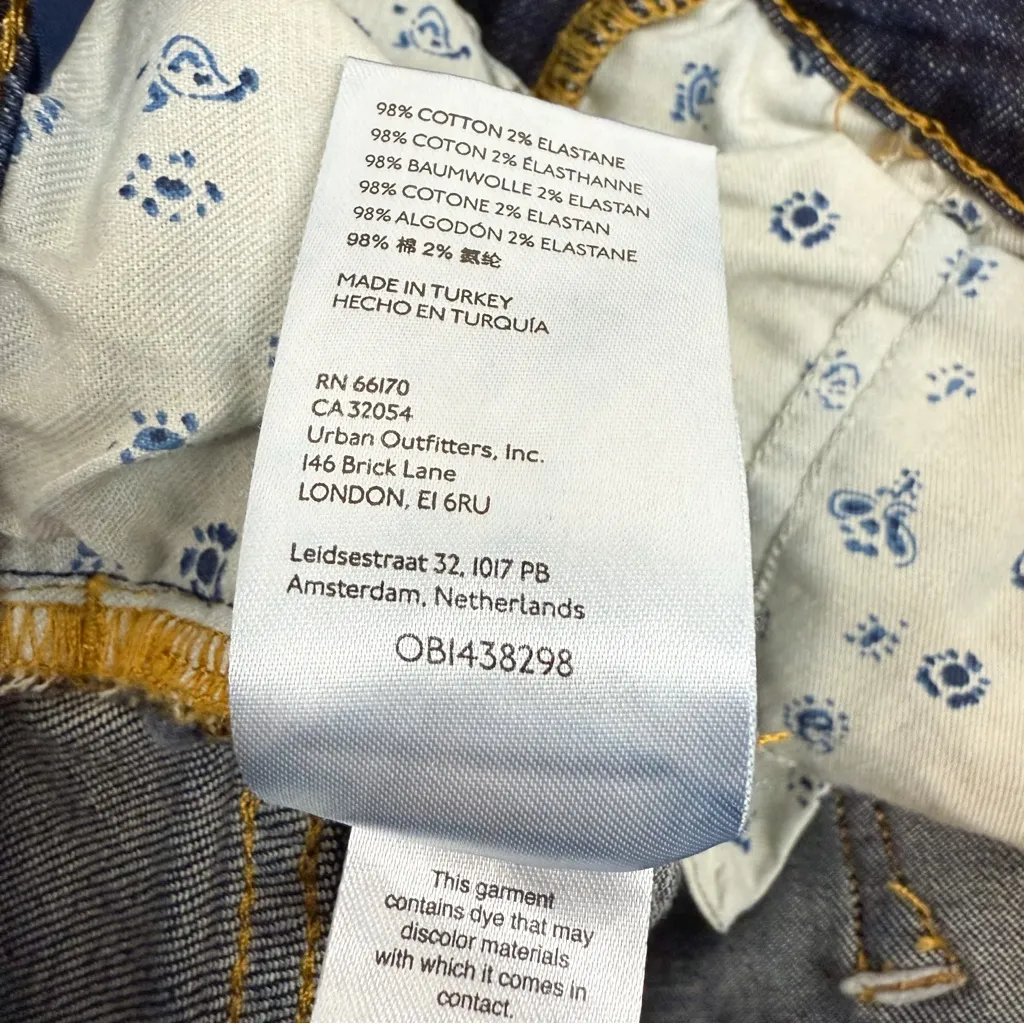 98% COTTON 2% ELASTANE
98% COTON 2% ÉLASTHANNE
98% BAUMWOLLE 2% ELASTAN
98% COTONE 2% ELASTAN
98% ALGODÓN 2% ELASTANE
98% 棉 2% 氨纶
MADE IN TURKEY
HECHO EN TURQUÍA
RN 66170
CA 32054
Urban Outfitters, Inc.
146 Brick Lane
LONDON, E1 6RU
Leidsestraat 32, 1017 PB
Amsterdam, Netherlands
OB1438298
This garment
contains dye that may
discolor materials
with which it comes in
contact.